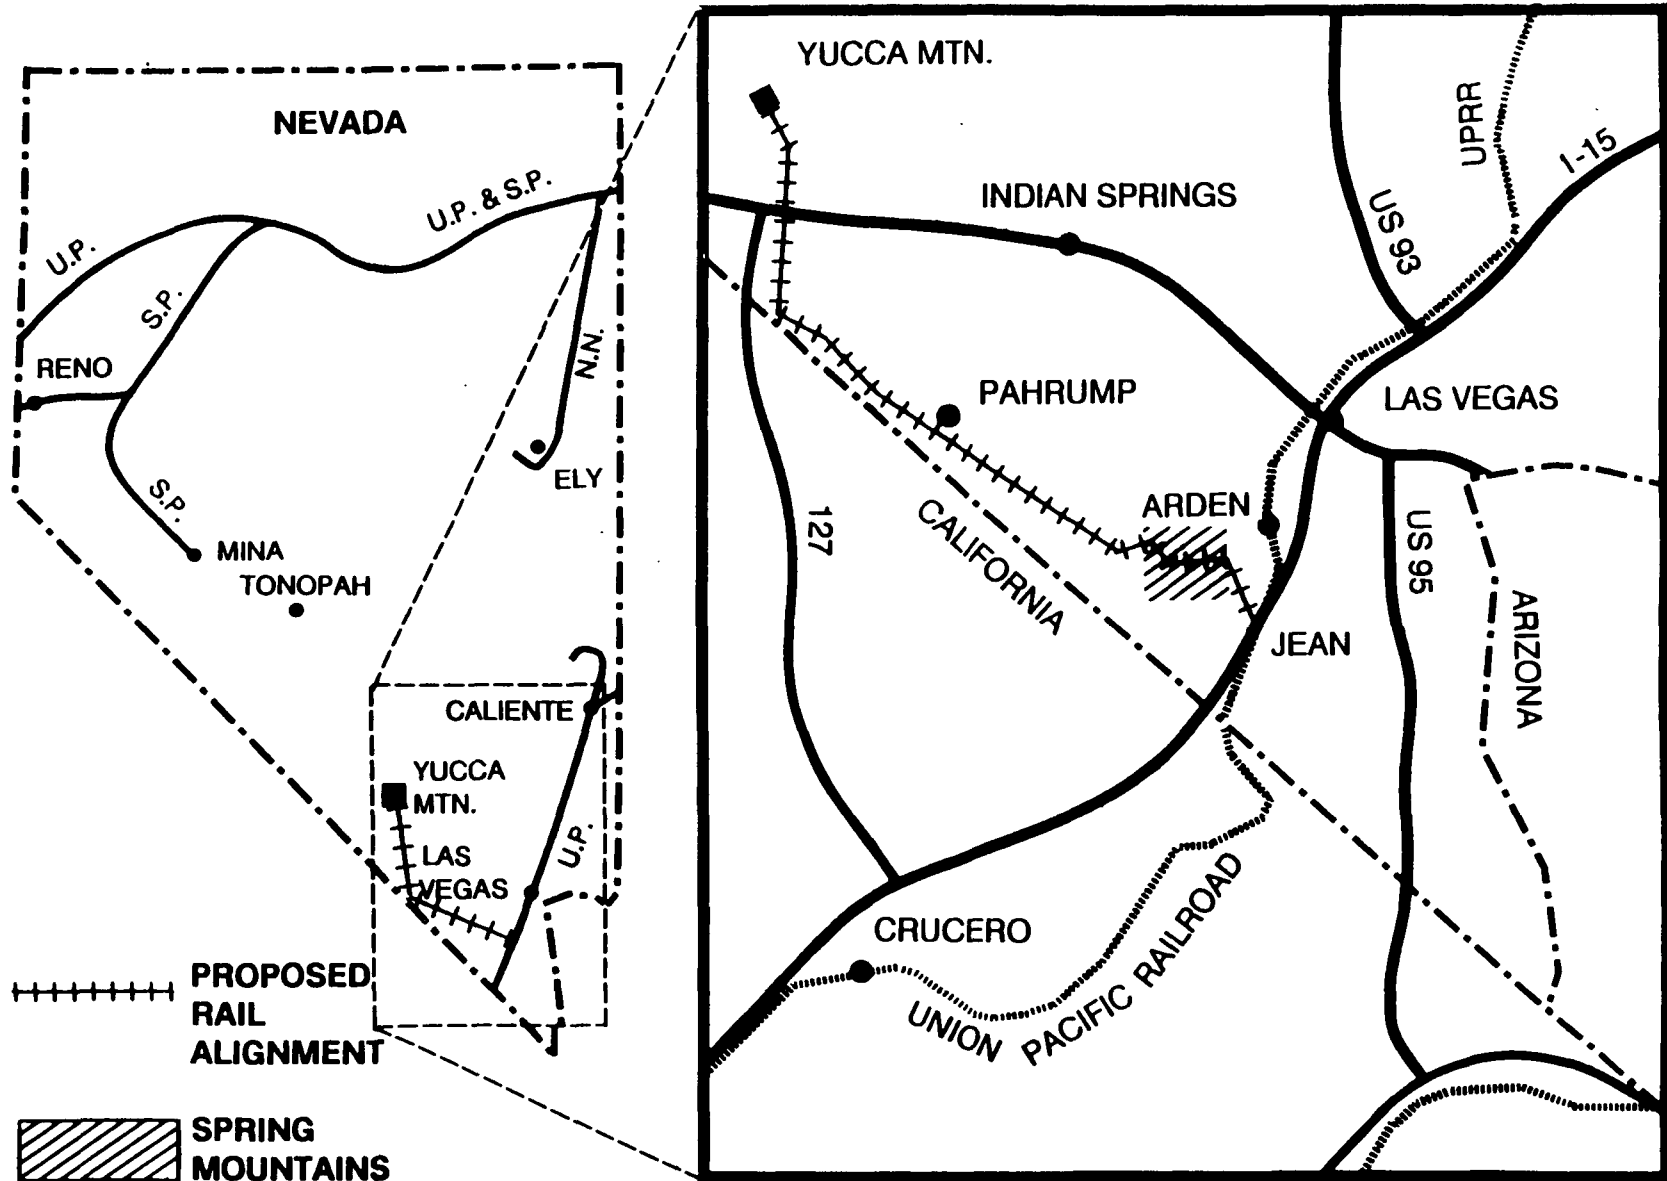 NEVADA
U.P. & S.P.
U.P.
S.P.
N.N.
RENO
ELY
S.P.
MINA
TONOPAH
CALIENTE
YUCCA
MTN.
U.P.
LAS
VEGAS
PROPOSED
RAIL
ALIGNMENT
SPRING
MOUNTAINS
YUCCA MTN.
UPRR
I-15
INDIAN SPRINGS
US 93
PAHRUMP
LAS VEGAS
ARDEN
127
CALIFORNIA
US 95
ARIZONA
JEAN
CRUCERO
UNION PACIFIC RAILROAD